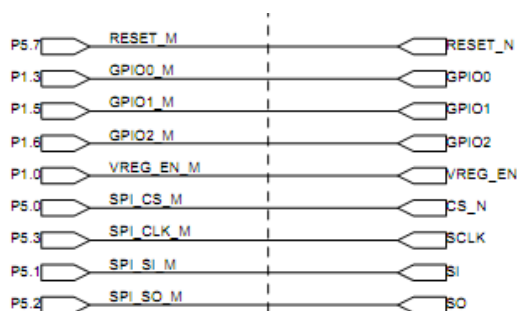 P5.7 RESET_M RESET_N
P1.3 GPIO0_M GPIO0
P1.5 GPIO1_M GPIO1
P1.6 GPIO2_M GPIO2
P1.0 VREG_EN_M VREG_EN
P5.0 SPI_CS_M CS_N
P5.3 SPI_CLK_M SCLK
P5.1 SPI_SI_M SI
P5.2 SPI_SO_M SO